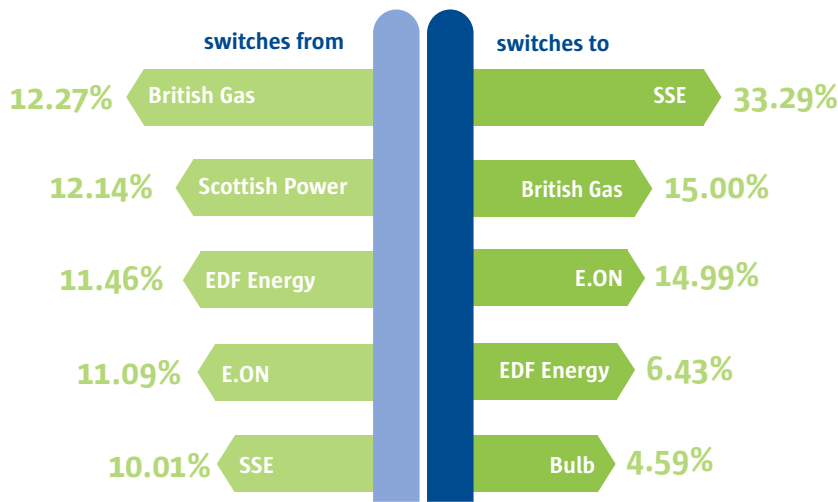 switches from
switches to
12.27%
British Gas
SSE
33.29%
12.14%
Scottish Power
British Gas
15.00%
11.46%
EDF Energy
E.ON
14.99%
11.09%
E.ON
EDF Energy
6.43%
10.01%
SSE
Bulb
4.59%